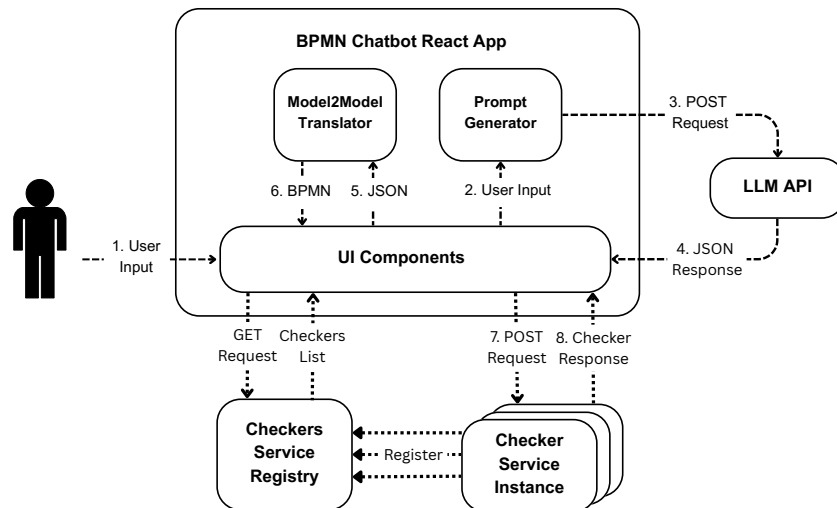 BPMN Chatbot React App
Model2Model
Translator
Prompt
Generator
3. POST
Request
LLM API
6. BPMN
5. JSON
2. User Input
1. User
Input
UI Components
4. JSON
Response
GET
Request
Checkers
List
7. POST
Request
8. Checker
Response
Checkers
Service
Registry
Register
Checker
Service
Instance